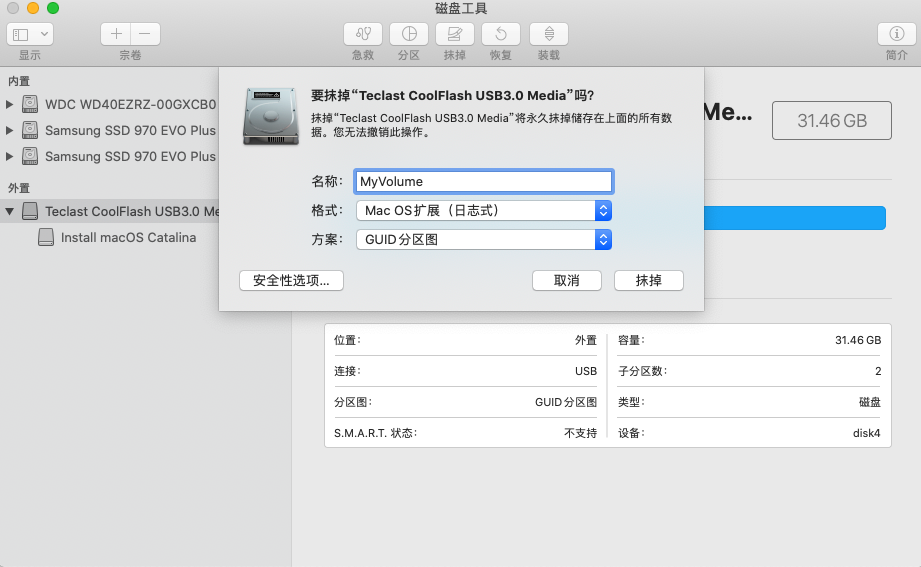 磁盘工具
显示
宗卷
急救
分区
抹掉
恢复
装载
简介
内置
WDC WD40EZRZ-00GXCB0
Samsung SSD 970 EVO Plus
Samsung SSD 970 EVO Plus
外置
Teclast CoolFlash USB3.0 Me
Install macOS Catalina
要抹掉“Teclast CoolFlash USB3.0 Media”吗?
抹掉“Teclast CoolFlash USB3.0 Media”将永久抹掉储存在上面的所有数
据。您无法撤销此操作。
名称:
MyVolume
格式:
Mac OS扩展(日志式)
方案:
GUID分区图
安全性选项...
取消
抹掉
Me...
31.46 GB
位置:
外置
连接:
USB
分区图:
GUID分区图
S.M.A.R.T. 状态:
不支持
容量:
31.46 GB
子分区数:
2
类型:
磁盘
设备:
disk4